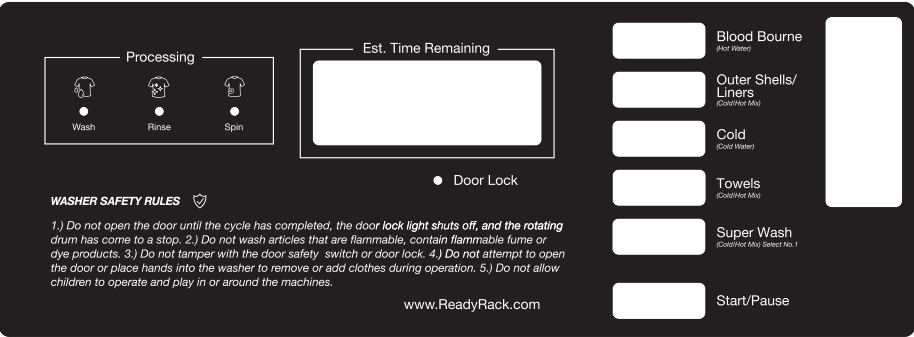 Processing
Wash
Rinse
Spin
Est. Time Remaining
Door Lock
WASHER SAFETY RULES
1.) Do not open the door until the cycle has completed, the door lock light shuts off, and the rotating
drum has come to a stop. 2.) Do not wash articles that are flammable, contain flammable fume or
dye products. 3.) Do not tamper with the door safety switch or door lock. 4.) Do not attempt to open
the door or place hands into the washer to remove or add clothes during operation. 5.) Do not allow
children to operate and play in or around the machines.
www.ReadyRack.com
Blood Bourne
(Hot Water)
Outer Shells/
Liners
(Cold/Hot Mix)
Cold
(Cold Water)
Towels
(Cold/Hot Mix)
Super Wash
(Cold/Hot Mix) Select No.1
Start/Pause